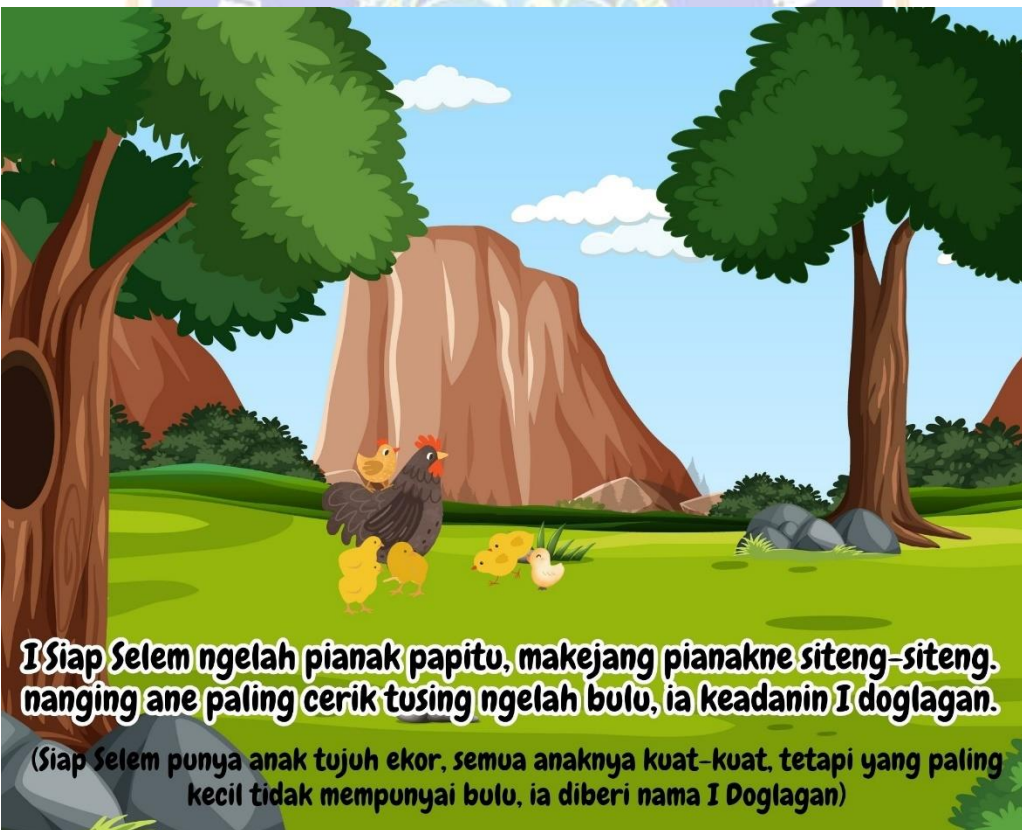 I Siap Selem ngelah pianak papitu, makejang pianakne siteng-siteng.
nanging ane paling cerik tusing ngelah bulu, ia keadanin I doglagan.
(Siap Selem punya anak tujuh ekor, semua anaknya kuat-kuat, tetapi yang paling
kecil tidak mempunyai bulu, ia diberi nama I Doglagan)